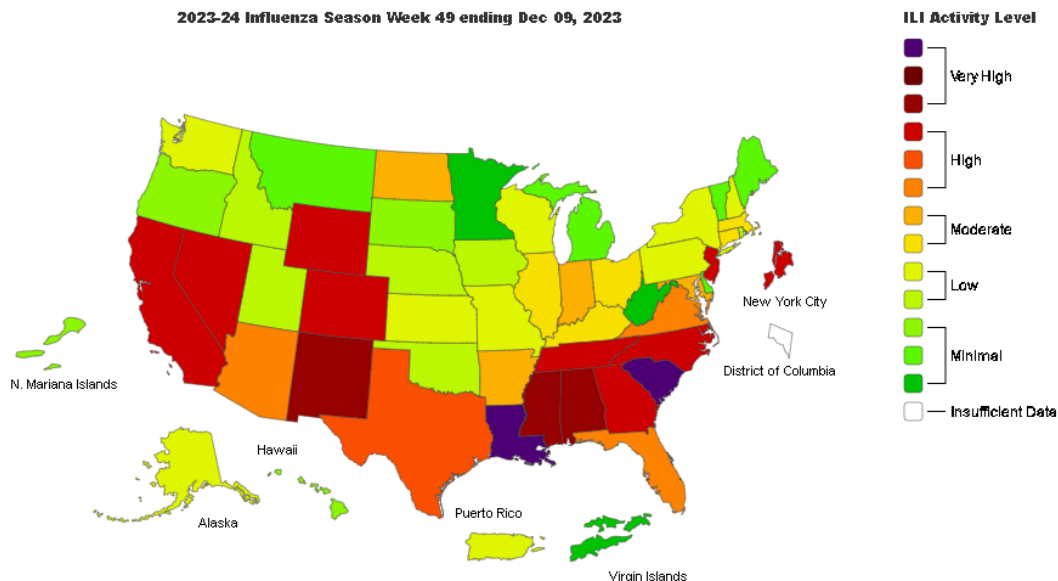 2023-24 Influenza Season Week 49 ending Dec 09, 2023
ILI Activity Level
Very High
High
Moderate
Low
Minimal
Insufficient Data
New York City
District of Columbia
N. Mariana Islands
Hawaii
Alaska
Puerto Rico
Virgin Islands